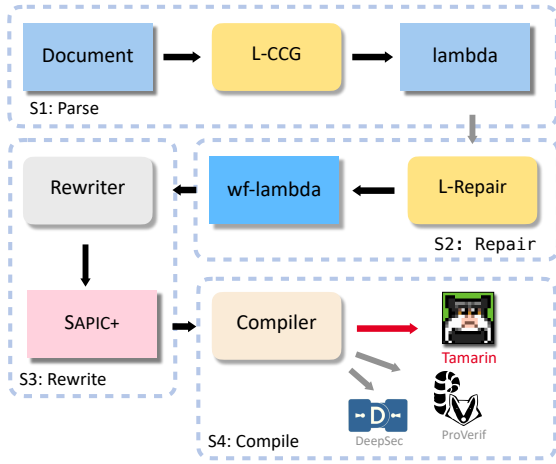 Document
L-CCG
lambda
S1: Parse
Rewriter
wf-lambda
L-Repair
S2: Repair
SAPIC+
Compiler
Tamarin
S3: Rewrite
D
DeepSec
ProVerif
S4: Compile